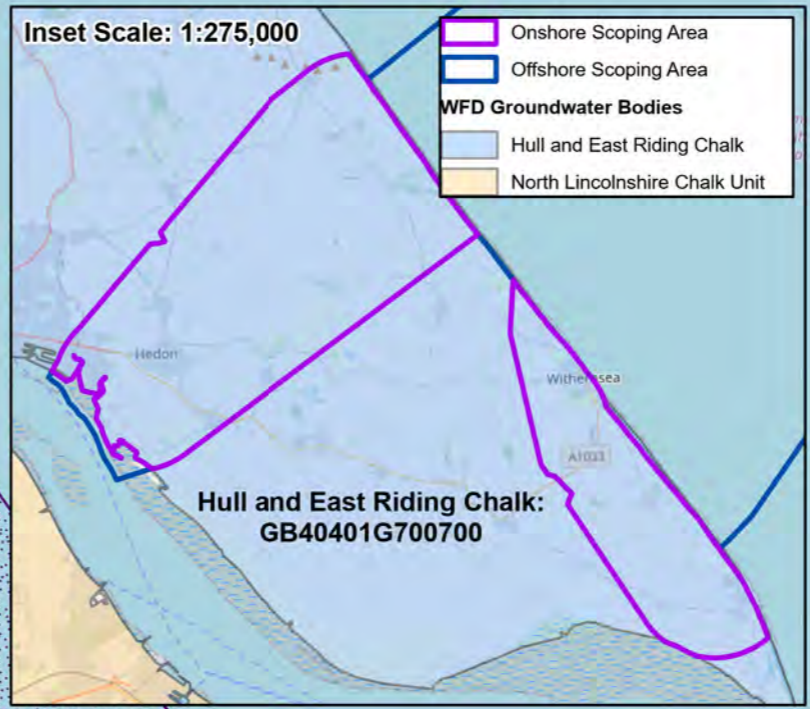 Inset Scale: 1:275,000
Onshore Scoping Area
Offshore Scoping Area
WFD Groundwater Bodies
Hull and East Riding Chalk
North Lincolnshire Chalk Unit
Hedon
Withernsea
A1033
Hull and East Riding Chalk:
GB40401G700700